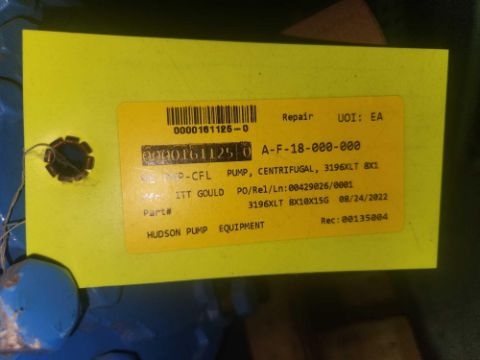 Repair UOI: EA
0000161125-0
0000161125 0 A-F-18-000-000
PUMP, CENTRIFUGAL, 3196XLT 8X1
ITT GOULD PO/Rel/Ln:00429026/0001
Part# 3196XLT 8X10X15G 08/24/2022
HUDSON PUMP EQUIPMENT Rec:00135004